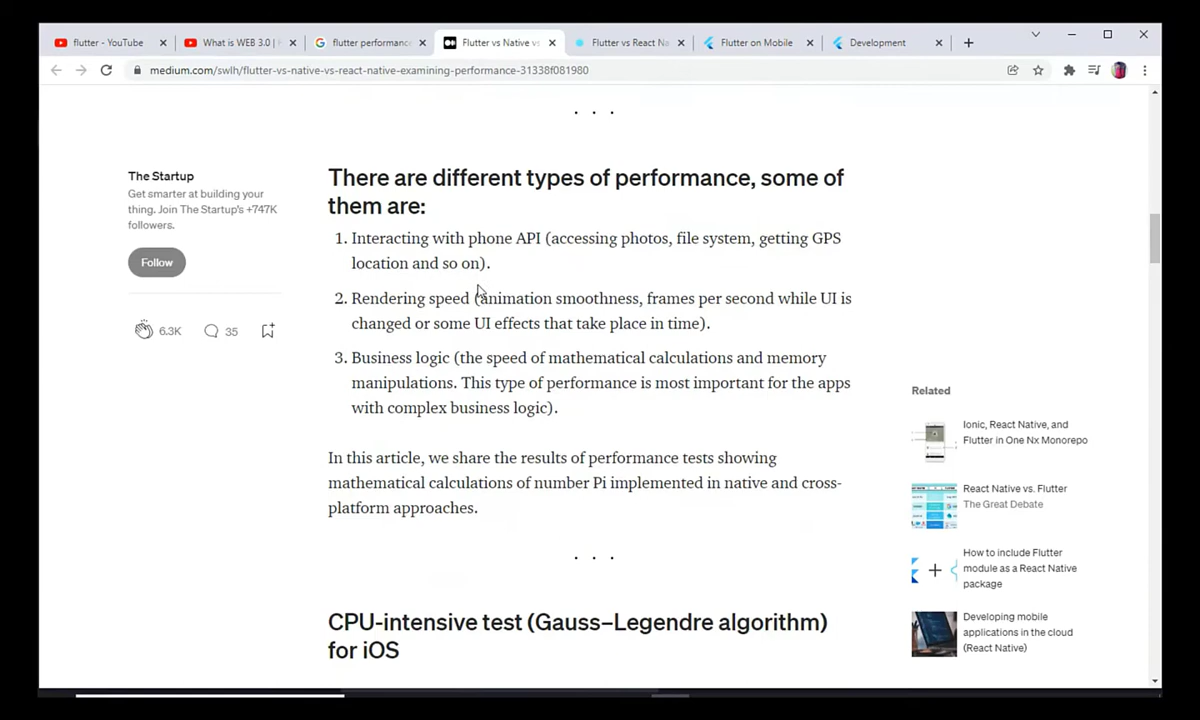 flutter - YouTube
What is WEB 3.0 |
flutter performance
Flutter vs Native vs
Flutter vs React Na
Flutter on Mobile
Development
medium.com/swlh/flutter-vs-native-vs-react-native-examining-performance-31338f081980
. . .
The Startup
Get smarter at building your
thing. Join The Startup's +747K
followers.
Follow
6.3K
35
There are different types of performance, some of
them are:
1. Interacting with phone API (accessing photos, file system, getting GPS
location and so on).
2. Rendering speed (animation smoothness, frames per second while UI is
changed or some UI effects that take place in time).
3. Business logic (the speed of mathematical calculations and memory
manipulations. This type of performance is most important for the apps
with complex business logic).
In this article, we share the results of performance tests showing
mathematical calculations of number Pi implemented in native and cross-
platform approaches.
. . .
CPU-intensive test (Gauss–Legendre algorithm)
for iOS
Related
Ionic, React Native, and
Flutter in One Nx Monorepo
React Native vs. Flutter
The Great Debate
How to include Flutter
module as a React Native
package
Developing mobile
applications in the cloud
(React Native)